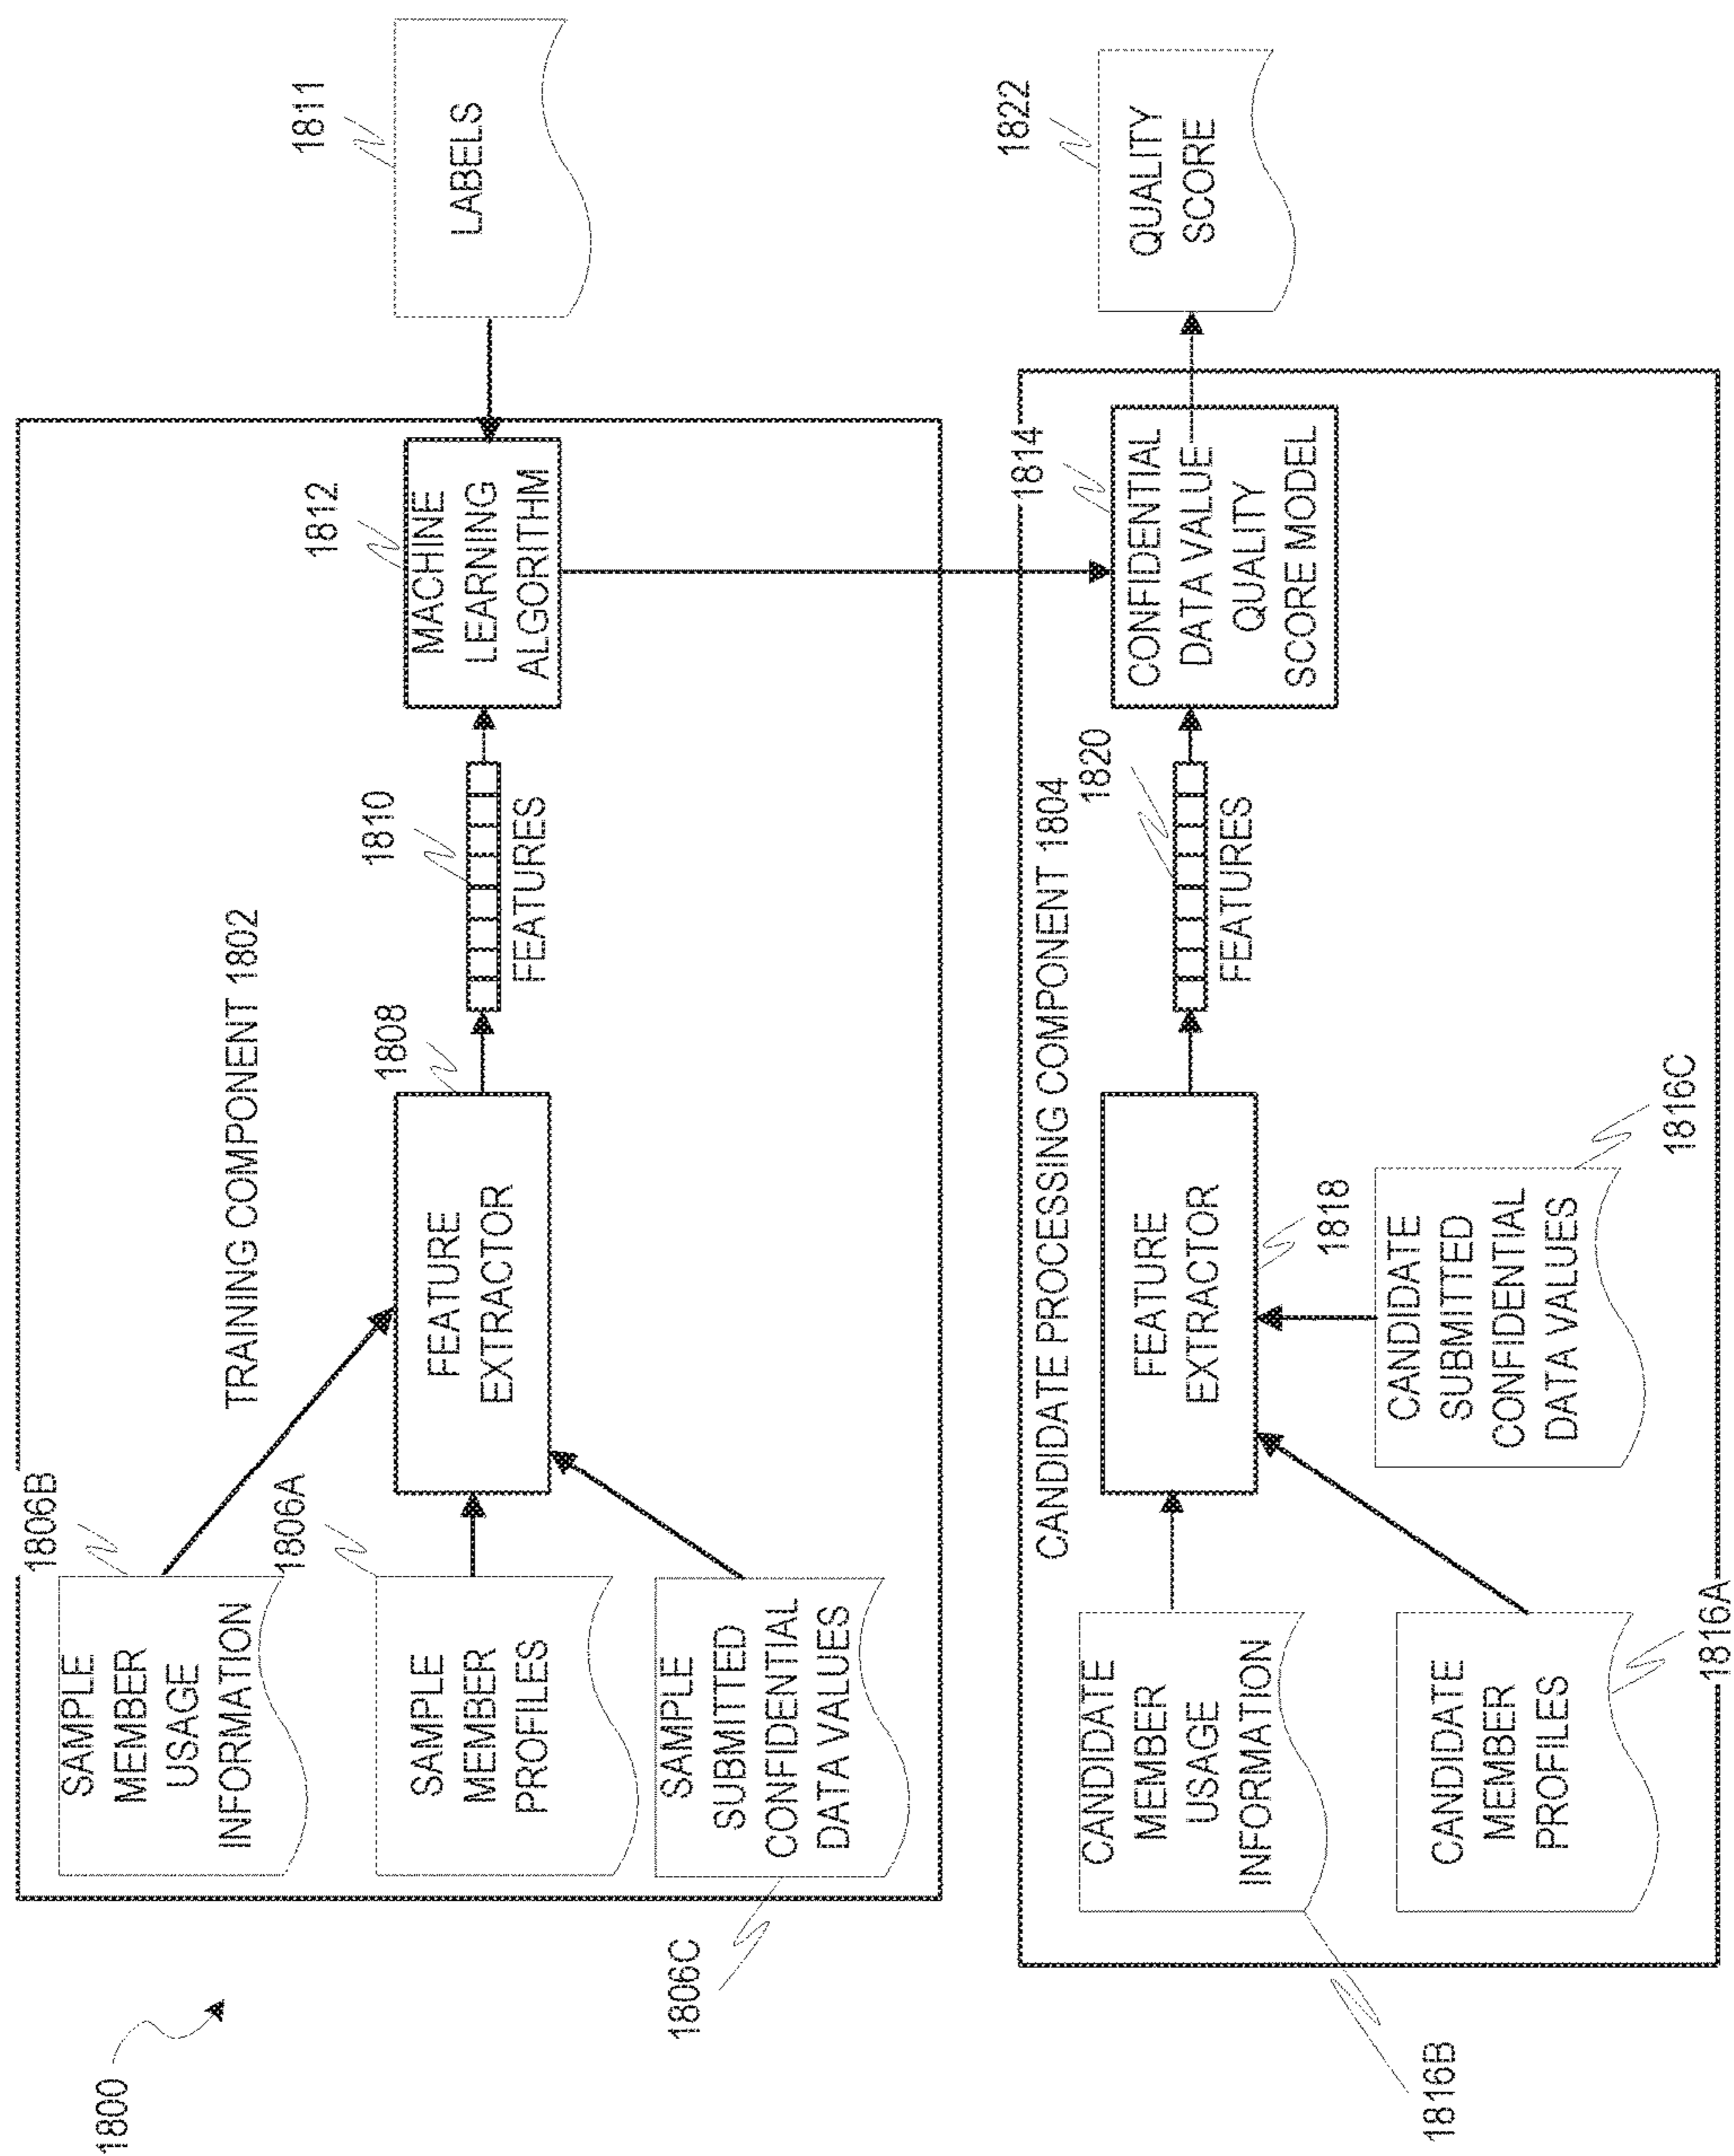 1800
TRAINING COMPONENT 1802
1806B
SAMPLE
MEMBER
USAGE
INFORMATION
1806A
SAMPLE
MEMBER
PROFILES
1806C
SAMPLE
SUBMITTED
CONFIDENTIAL
DATA VALUES
1808
FEATURE
EXTRACTOR
1810
FEATURES
1812
MACHINE
LEARNING
ALGORITHM
1811
LABELS
CANDIDATE PROCESSING COMPONENT 1804
1816B
CANDIDATE
MEMBER
USAGE
INFORMATION
1816A
CANDIDATE
MEMBER
PROFILES
1816C
CANDIDATE
SUBMITTED
CONFIDENTIAL
DATA VALUES
1818
FEATURE
EXTRACTOR
1820
FEATURES
1814
CONFIDENTIAL
DATA VALUE
QUALITY
SCORE MODEL
1822
QUALITY
SCORE